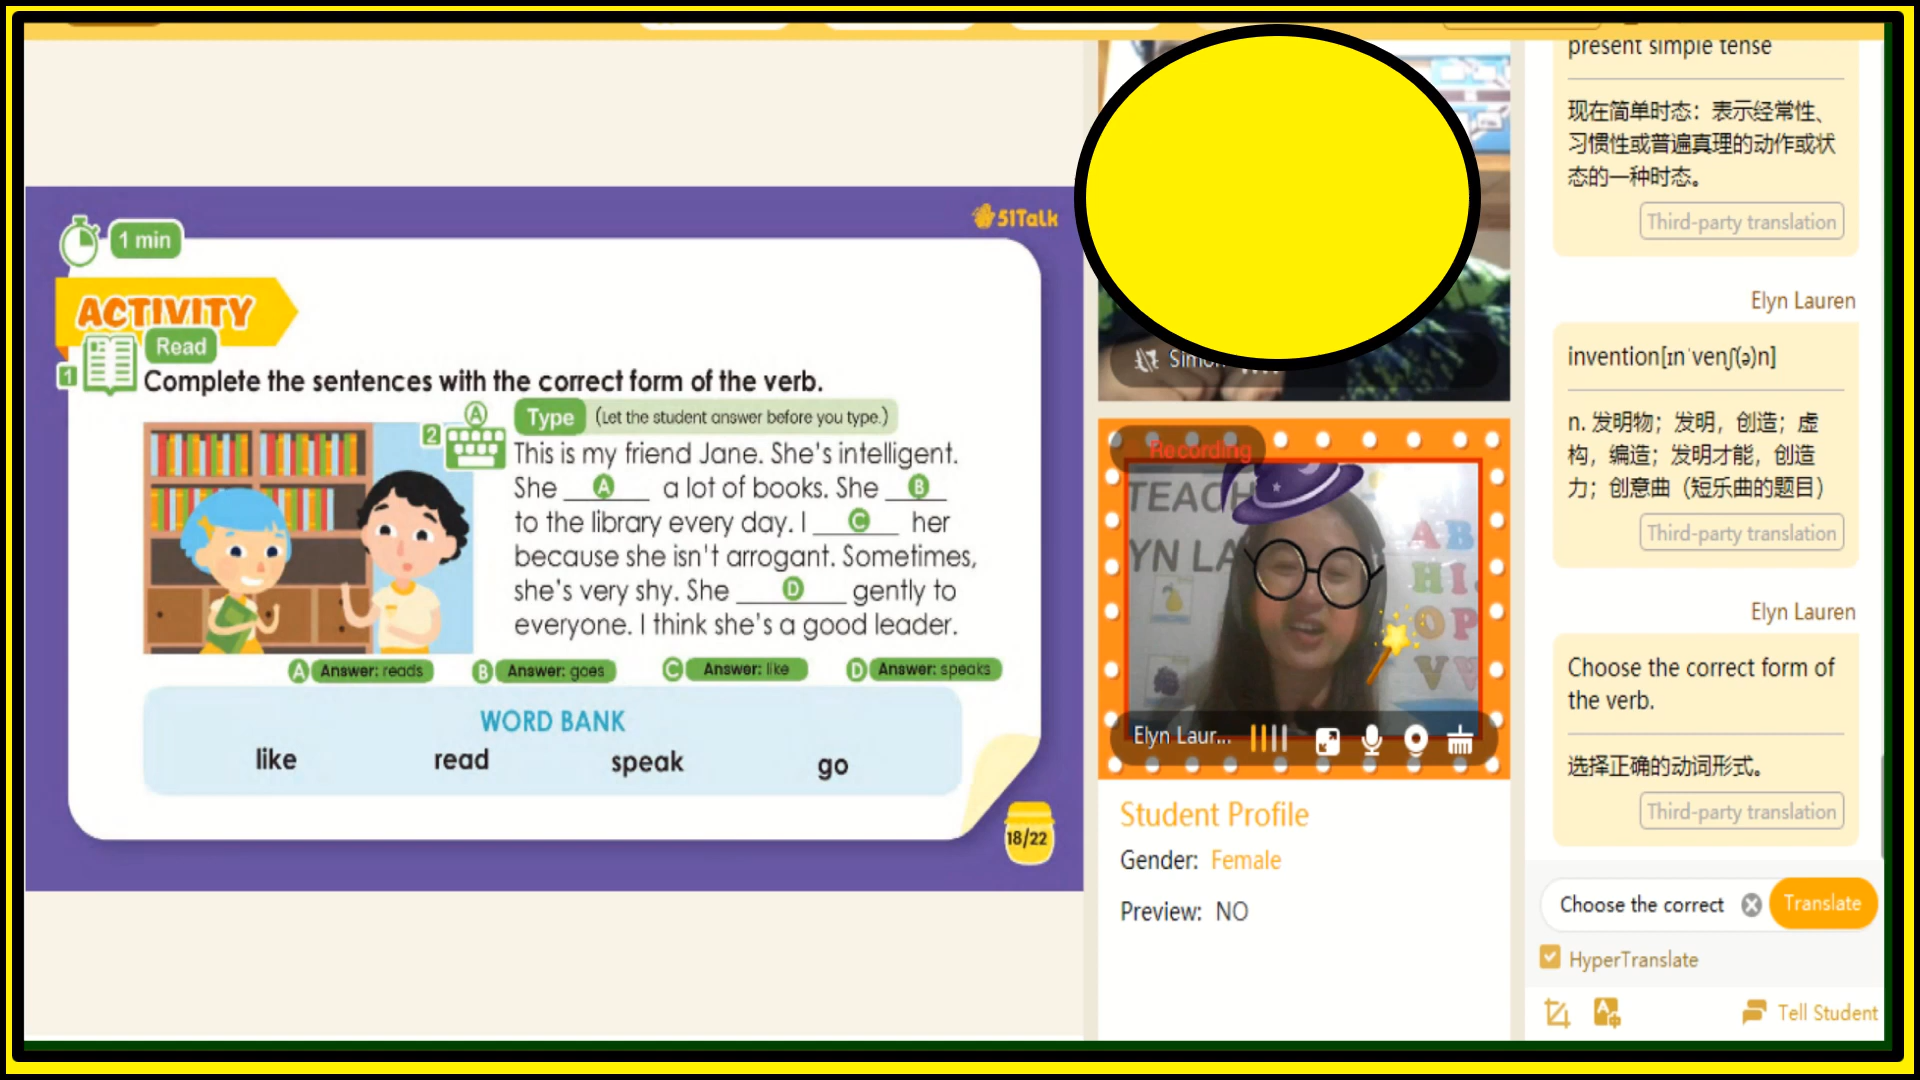 51Talk
1 min
ACTIVITY
Read
1
Complete the sentences with the correct form of the verb.
A
2
Type
(Let the student answer before you type.)
This is my friend Jane. She's intelligent.
She ______ A a lot of books. She ____ B
to the library every day. I ______ C her
because she isn't arrogant. Sometimes,
she's very shy. She ________ D gently to
everyone. I think she's a good leader.
A Answer: reads
B Answer: goes
C Answer: like
D Answer: speaks
WORD BANK
like read speak go
18/22
Recording
TEACH
YN LA
A B
H I
O P
Elyn Laur...
Student Profile
Gender: Female
Preview: NO
present simple tense
现在简单时态：表示经常性、
习惯性或普遍真理的动作或状
态的一种时态。
Third-party translation
Elyn Lauren
invention[ɪnˈvenʃ(ə)n]
n. 发明物；发明，创造；虚
构，编造；发明才能，创造
力；创意曲（短乐曲的题目）
Third-party translation
Elyn Lauren
Choose the correct form of
the verb.
选择正确的动词形式。
Third-party translation
Choose the correct
Translate
HyperTranslate
Tell Student